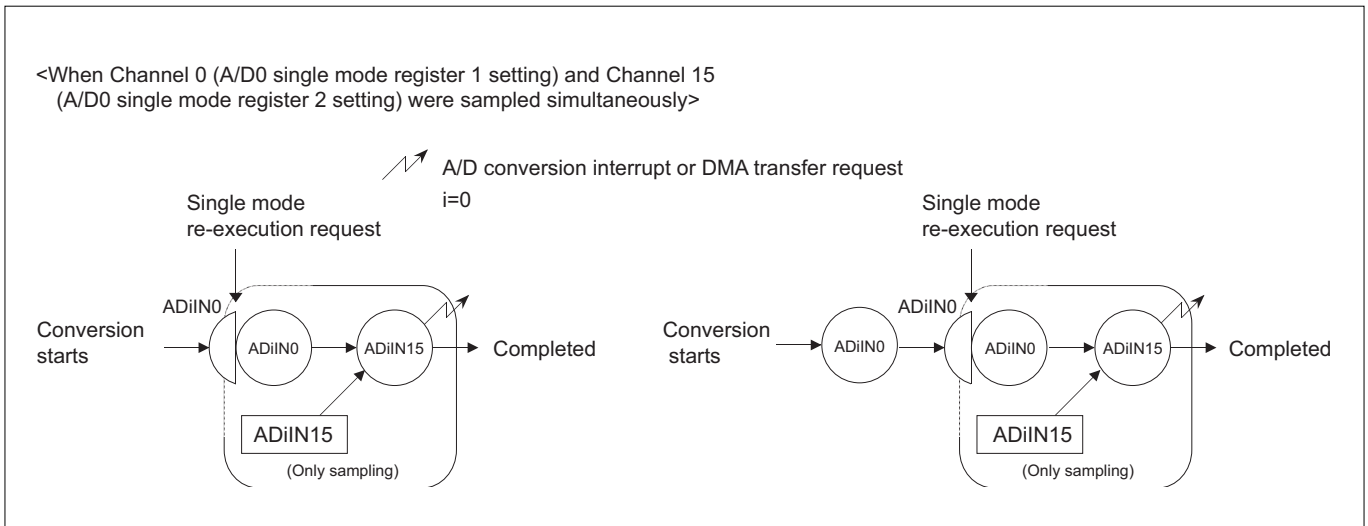 <When Channel 0 (A/D0 single mode register 1 setting) and Channel 15
(A/D0 single mode register 2 setting) were sampled simultaneously>
A/D conversion interrupt or DMA transfer request
i=0
Single mode
re-execution request
ADiIN0
Conversion
starts
ADiIN0
ADiIN15
Completed
ADiIN15
(Only sampling)
Single mode
re-execution request
Conversion
starts
ADiIN0
ADiIN0
ADiIN0
ADiIN15
Completed
ADiIN15
(Only sampling)